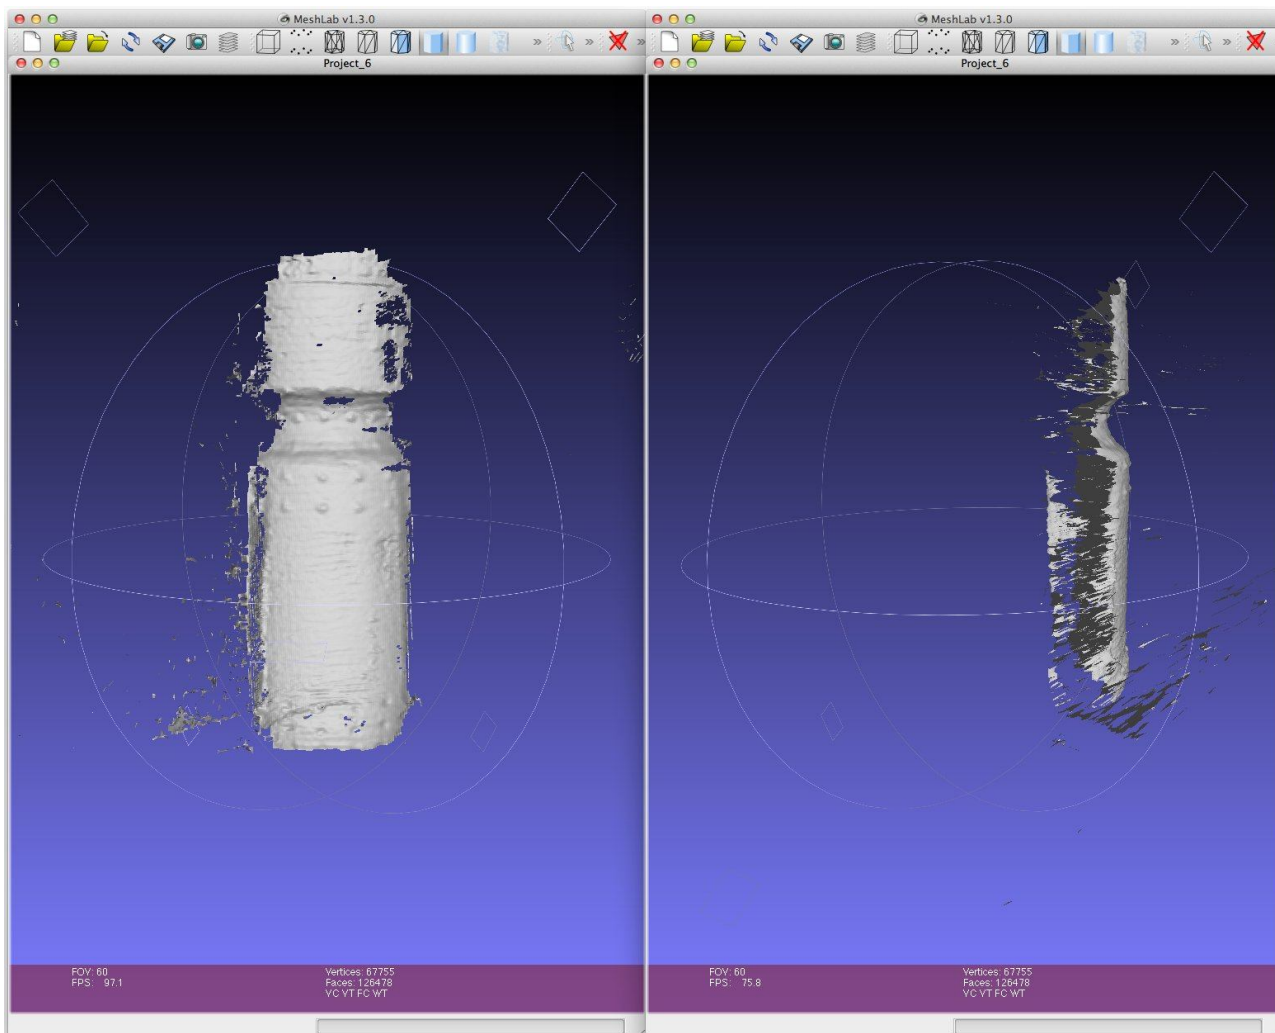 MeshLab v1.3.0
Project_6
FOV: 60
FPS: 97.1
Vertices: 67755
Faces: 126478
VC VT FC WT
MeshLab v1.3.0
Project_6
FOV: 60
FPS: 75.8
Vertices: 67755
Faces: 126478
VC VT FC WT